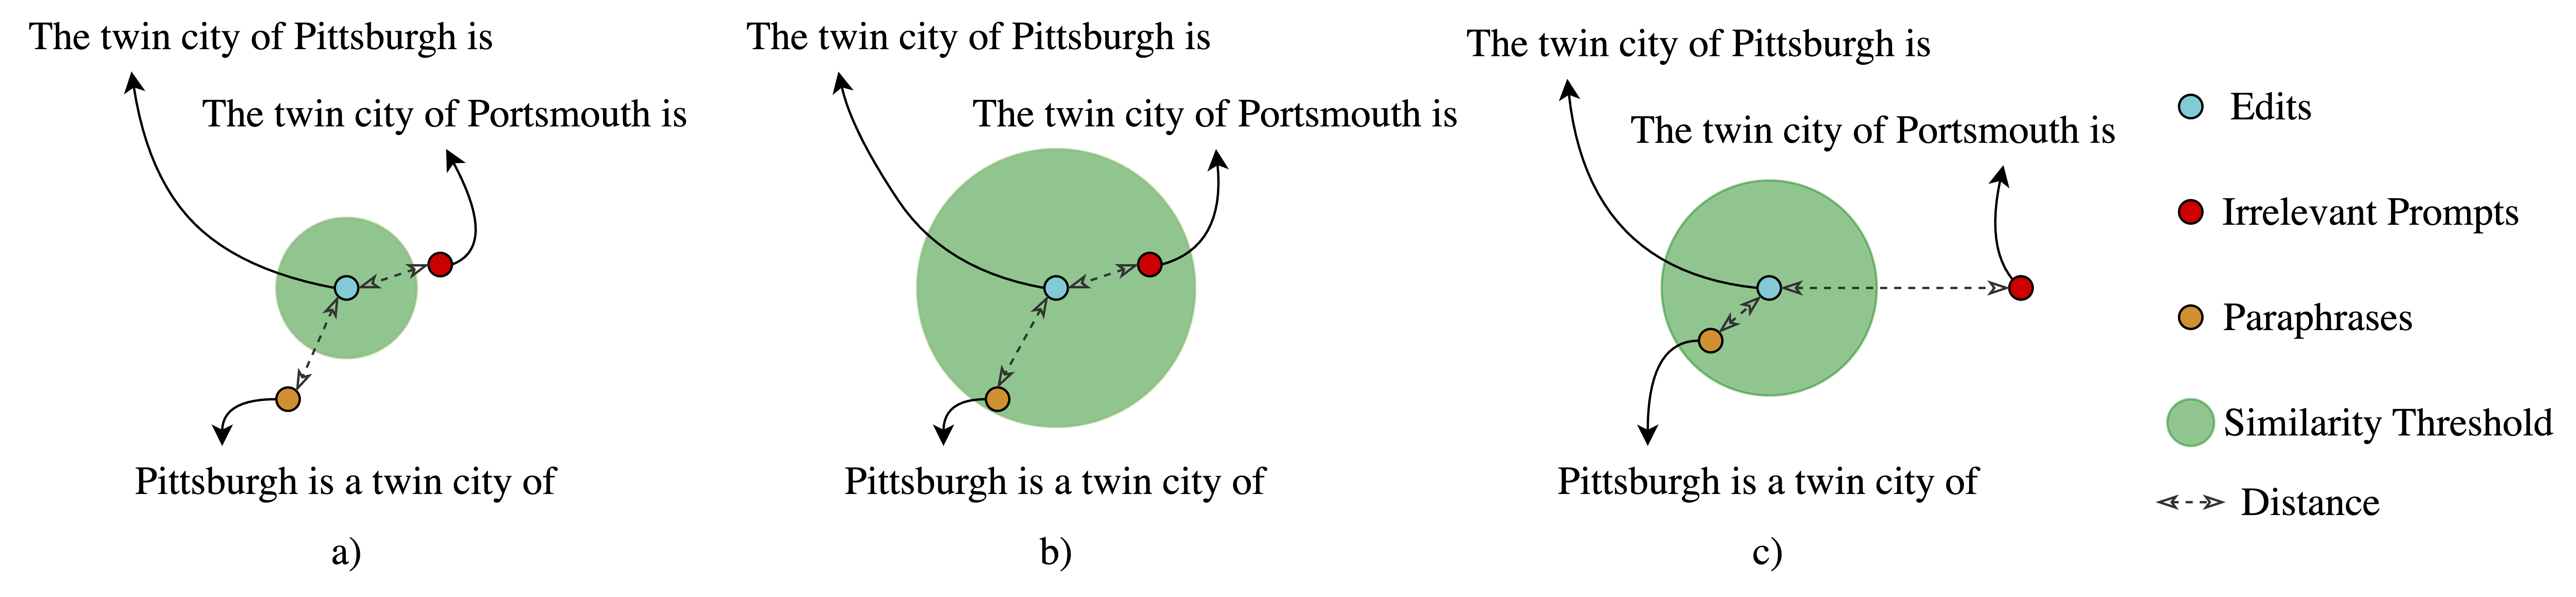 The twin city of Pittsburgh is
The twin city of Portsmouth is
Pittsburgh is a twin city of
a)
The twin city of Pittsburgh is
The twin city of Portsmouth is
Pittsburgh is a twin city of
b)
The twin city of Pittsburgh is
The twin city of Portsmouth is
Pittsburgh is a twin city of
c)
Edits
Irrelevant Prompts
Paraphrases
Similarity Threshold
Distance